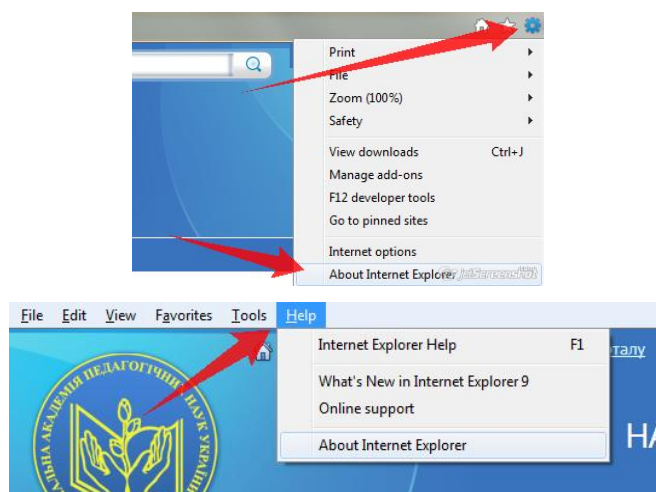 Print
File
Zoom (100%)
Safety
View downloads Ctrl+J
Manage add-ons
F12 developer tools
Go to pinned sites
Internet options
About Internet Explorer jetScreenshot
File Edit View Favorites Tools Help
Internet Explorer Help F1
What's New in Internet Explorer 9
Online support
About Internet Explorer
талу
НА
АКАДЕМІЯ ПЕДАГОГІЧНИХ НАУК УКРАЇНИ